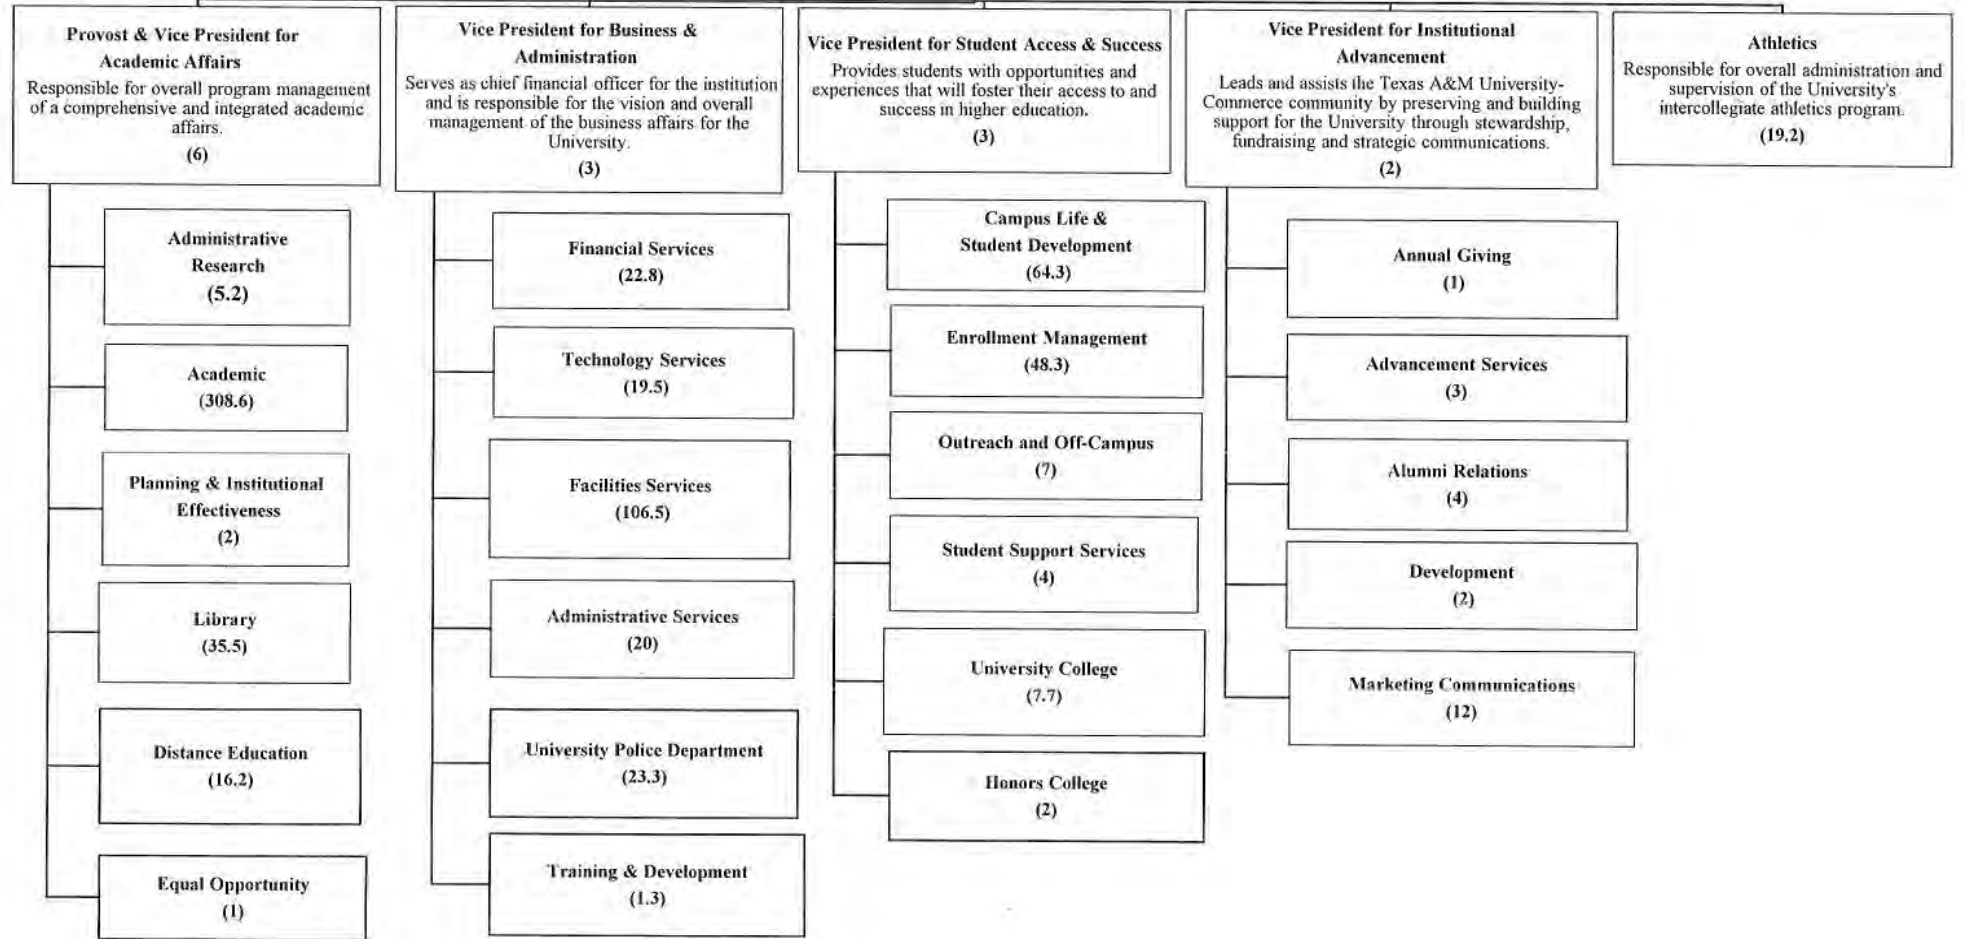 Provost & Vice President for
Academic Affairs
Responsible for overall program management
of a comprehensive and integrated academic
affairs.
(6)
Administrative
Research
(5.2)
Academic
(308.6)
Planning & Institutional
Effectiveness
(2)
Library
(35.5)
Distance Education
(16.2)
Equal Opportunity
(1)
Vice President for Business &
Administration
Serves as chief financial officer for the institution
and is responsible for the vision and overall
management of the business affairs for the
University.
(3)
Financial Services
(22.8)
Technology Services
(19.5)
Facilities Services
(106.5)
Administrative Services
(20)
University Police Department
(23.3)
Training & Development
(1.3)
Vice President for Student Access & Success
Provides students with opportunities and
experiences that will foster their access to and
success in higher education.
(3)
Campus Life &
Student Development
(64.3)
Enrollment Management
(48.3)
Outreach and Off-Campus
(7)
Student Support Services
(4)
University College
(7.7)
Honors College
(2)
Vice President for Institutional
Advancement
Leads and assists the Texas A&M University-
Commerce community by preserving and building
support for the University through stewardship,
fundraising and strategic communications.
(2)
Annual Giving
(1)
Advancement Services
(3)
Alumni Relations
(4)
Development
(2)
Marketing Communications
(12)
Athletics
Responsible for overall administration and
supervision of the University's
intercollegiate athletics program.
(19.2)